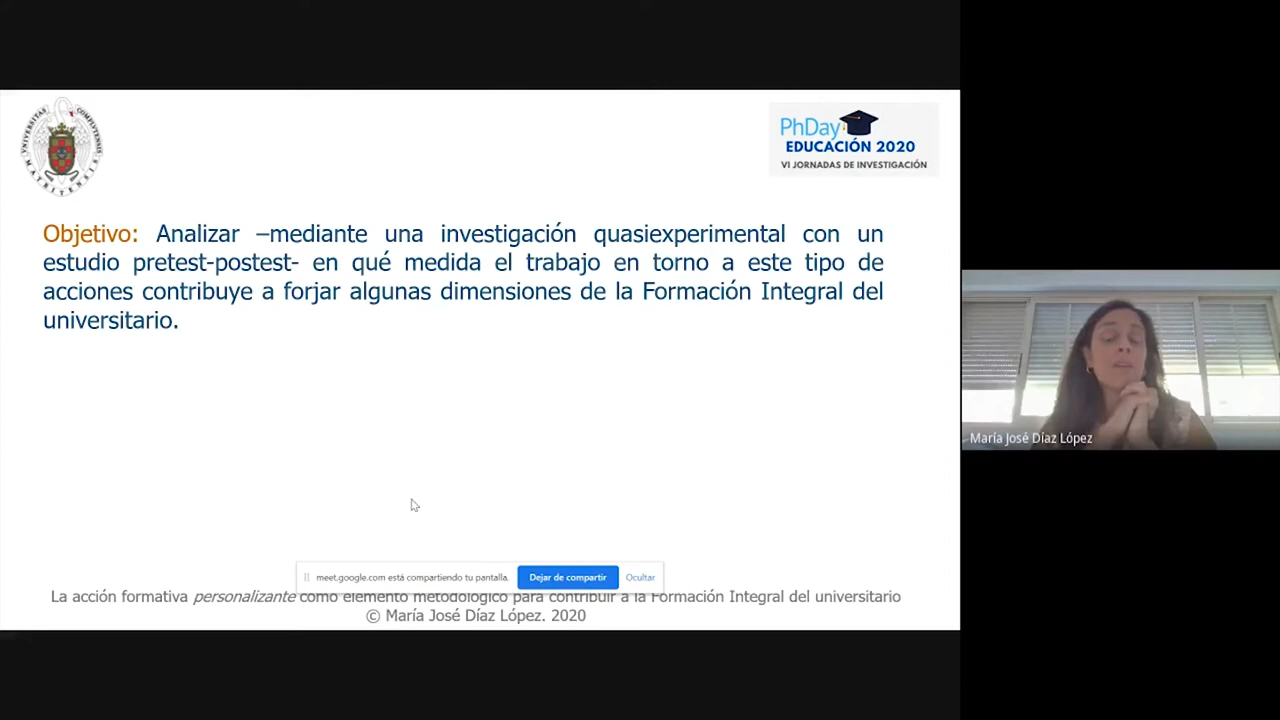 UNIVERSITAS COMPLUTENSIS
MATRITENSIS
PhDay
EDUCACIÓN 2020
VI JORNADAS DE INVESTIGACIÓN
Objetivo: Analizar –mediante una investigación quasiexperimental con un
estudio pretest-postest- en qué medida el trabajo en torno a este tipo de
acciones contribuye a forjar algunas dimensiones de la Formación Integral del
universitario.
María José Díaz López
meet.google.com está compartiendo tu pantalla.
Dejar de compartir
Ocultar
La acción formativa personalizante como elemento metodológico para contribuir a la Formación Integral del universitario
© María José Díaz López. 2020